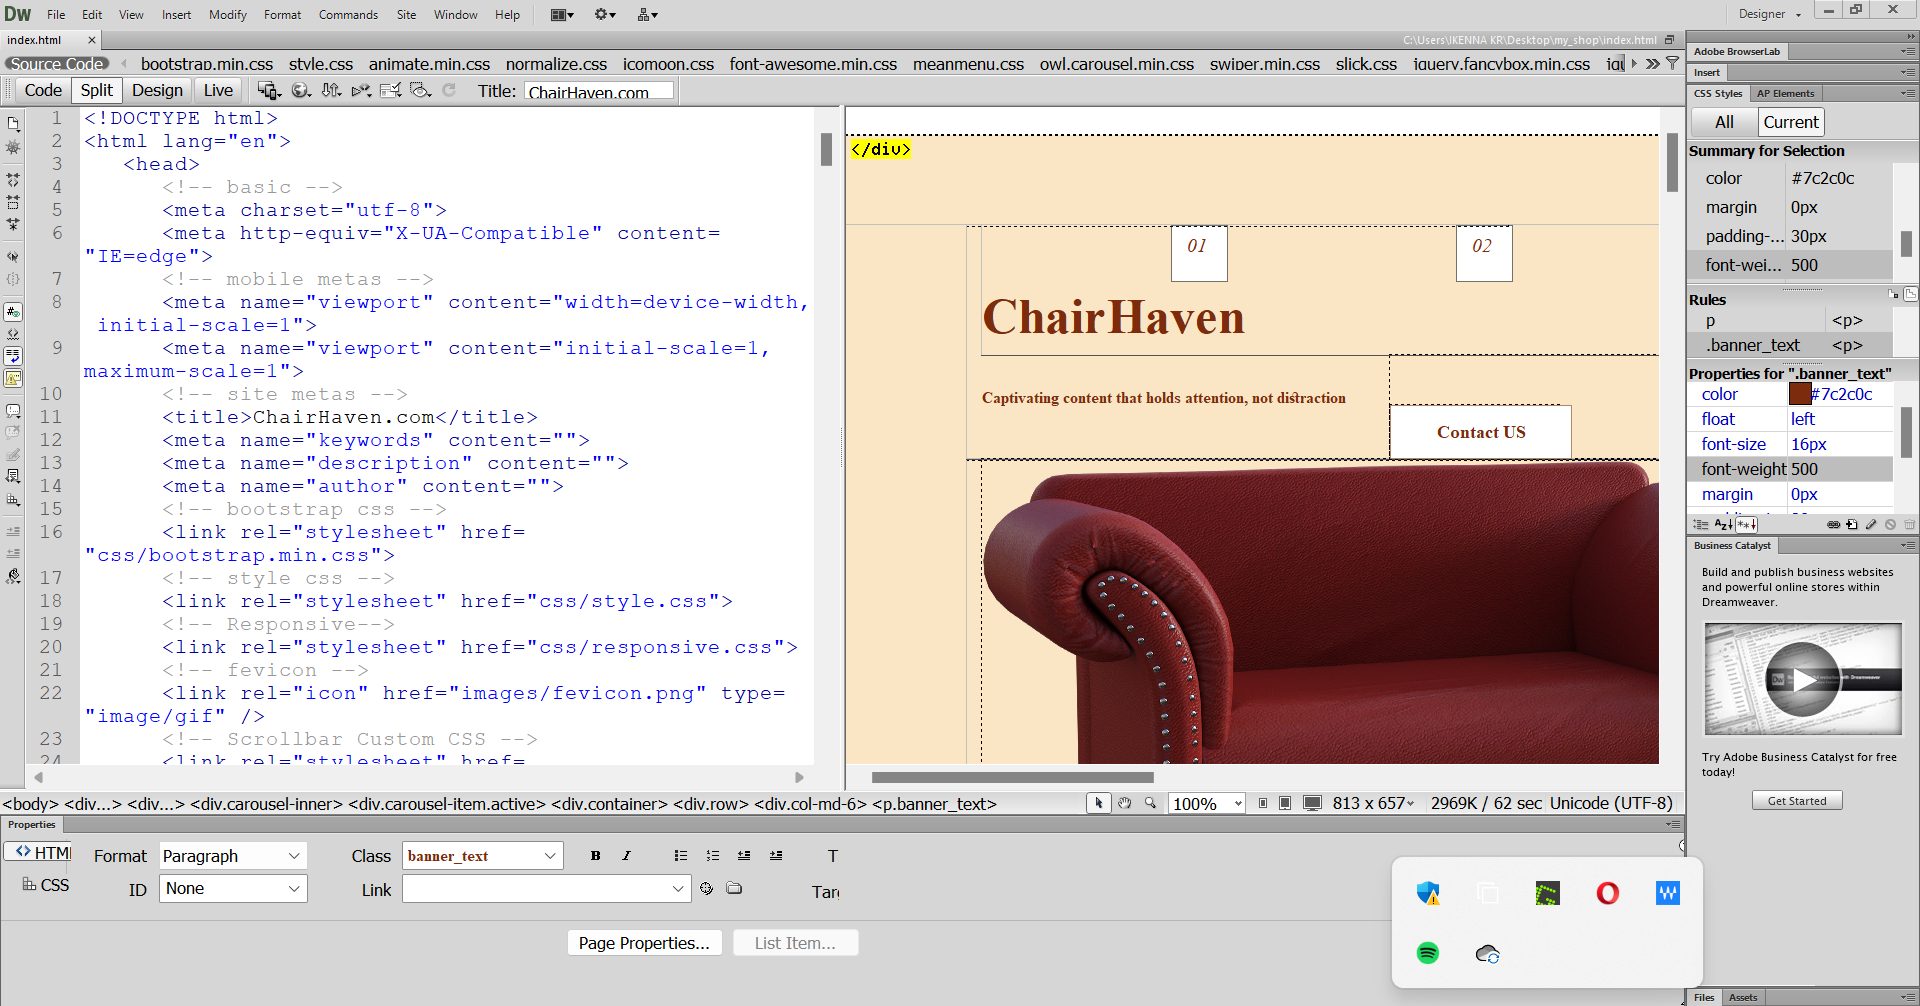 Dw File Edit View Insert Modify Format Commands Site Window Help Designer
index.html C:\Users\IKENNA KR\Desktop\my_shop\index.html
Source Code bootstrap.min.css style.css animate.min.css normalize.css icomoon.css font-awesome.min.css meanmenu.css owl.carousel.min.css swiper.min.css slick.css jquery.fancybox.min.css
Code Split Design Live Title: ChairHaven.com
1 <!DOCTYPE html>
2 <html lang="en">
3 <head>
4 <!-- basic -->
5 <meta charset="utf-8">
6 <meta http-equiv="X-UA-Compatible" content=
"IE=edge">
7 <!-- mobile metas -->
8 <meta name="viewport" content="width=device-width,
initial-scale=1">
9 <meta name="viewport" content="initial-scale=1,
maximum-scale=1">
10 <!-- site metas -->
11 <title>ChairHaven.com</title>
12 <meta name="keywords" content="">
13 <meta name="description" content="">
14 <meta name="author" content="">
15 <!-- bootstrap css -->
16 <link rel="stylesheet" href=
"css/bootstrap.min.css">
17 <!-- style css -->
18 <link rel="stylesheet" href="css/style.css">
19 <!-- Responsive-->
20 <link rel="stylesheet" href="css/responsive.css">
21 <!-- fevicon -->
22 <link rel="icon" href="images/fevicon.png" type=
"image/gif" />
23 <!-- Scrollbar Custom CSS -->
24 <link rel="stylesheet" href=
</div>
01
02
ChairHaven
Captivating content that holds attention, not distraction
Contact US
Adobe BrowserLab
Insert
CSS Styles AP Elements
All Current
Summary for Selection
color #7c2c0c
margin 0px
padding-... 30px
font-wei... 500
Rules
p <p>
.banner_text <p>
Properties for ".banner_text"
color #7c2c0c
float left
font-size 16px
font-weight 500
margin 0px
Business Catalyst
Build and publish business websites
and powerful online stores within
Dreamweaver.
Try Adobe Business Catalyst for free
today!
Get Started
<body> <div...> <div...> <div.carousel-inner> <div.carousel-item.active> <div.container> <div.row> <div.col-md-6> <p.banner_text> 100% 813 x 657 2969K / 62 sec Unicode (UTF-8)
Properties
HTML Format Paragraph Class banner_text B I T
CSS ID None Link Targ
Page Properties... List Item...
Files Assets